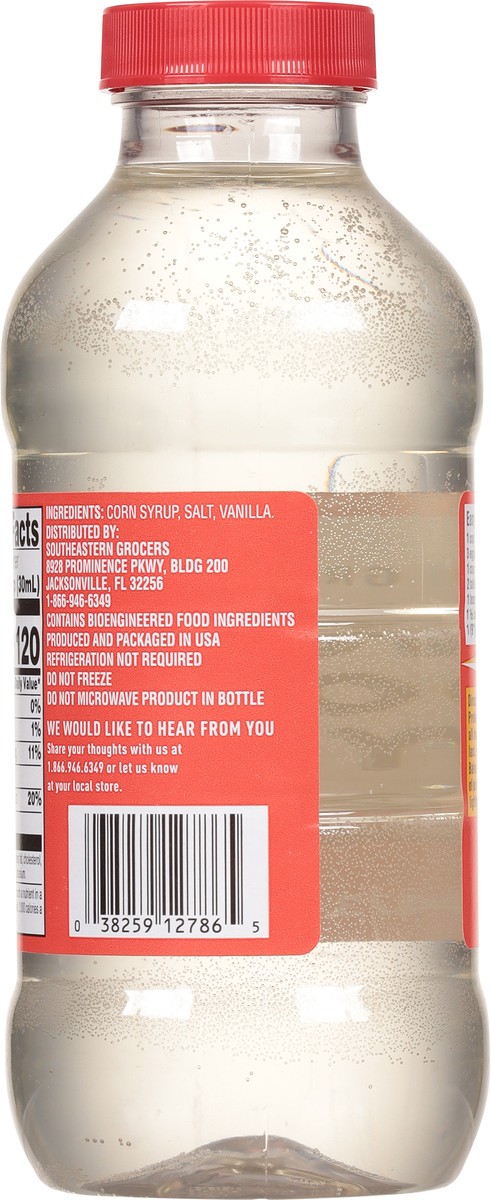 acts
(30mL)
120
Daily Value*
0%
1%
11%
20%
INGREDIENTS: CORN SYRUP, SALT, VANILLA.
DISTRIBUTED BY:
SOUTHEASTERN GROCERS
8928 PROMINENCE PKWY, BLDG 200
JACKSONVILLE, FL 32256
1-866-946-6349
CONTAINS BIOENGINEERED FOOD INGREDIENTS
PRODUCED AND PACKAGED IN USA
REFRIGERATION NOT REQUIRED
DO NOT FREEZE
DO NOT MICROWAVE PRODUCT IN BOTTLE
WE WOULD LIKE TO HEAR FROM YOU
Share your thoughts with us at
1.866.946.6349 or let us know
at your local store.
0 38259 12786 5